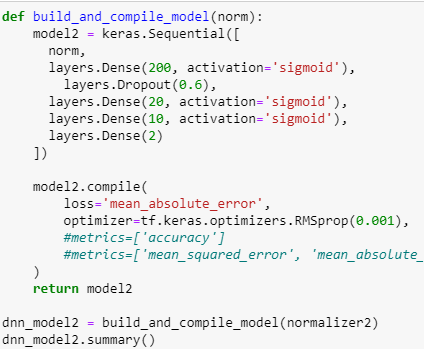 def build_and_compile_model(norm):
    model2 = keras.Sequential([
      norm,
      layers.Dense(200, activation='sigmoid'),
        layers.Dropout(0.6),
      layers.Dense(20, activation='sigmoid'),
      layers.Dense(10, activation='sigmoid'),
      layers.Dense(2)
    ])

    model2.compile(
        loss='mean_absolute_error',
        optimizer=tf.keras.optimizers.RMSprop(0.001),
        #metrics=['accuracy']
        #metrics=['mean_squared_error', 'mean_absolute_
    )
    return model2

dnn_model2 = build_and_compile_model(normalizer2)
dnn_model2.summary()